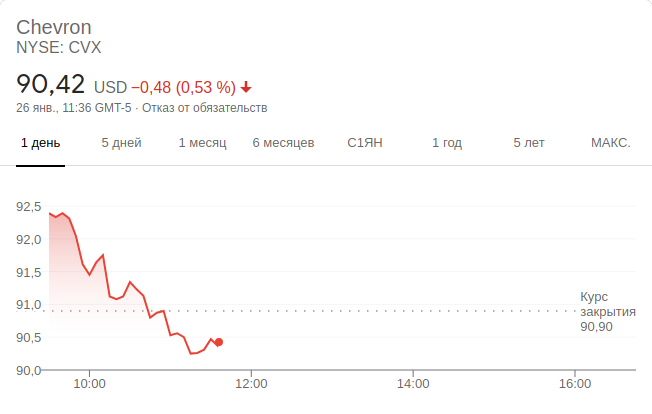 Chevron
NYSE: CVX
90,42 USD −0,48 (0,53 %)
26 янв., 11:36 GMT-5 · Отказ от обязательств
1 день 5 дней 1 месяц 6 месяцев С1ЯН 1 год 5 лет МАКС.
92,5
92,0
91,5
91,0
Курс
закрытия
90,90
90,5
90,0
10:00 12:00 14:00 16:00